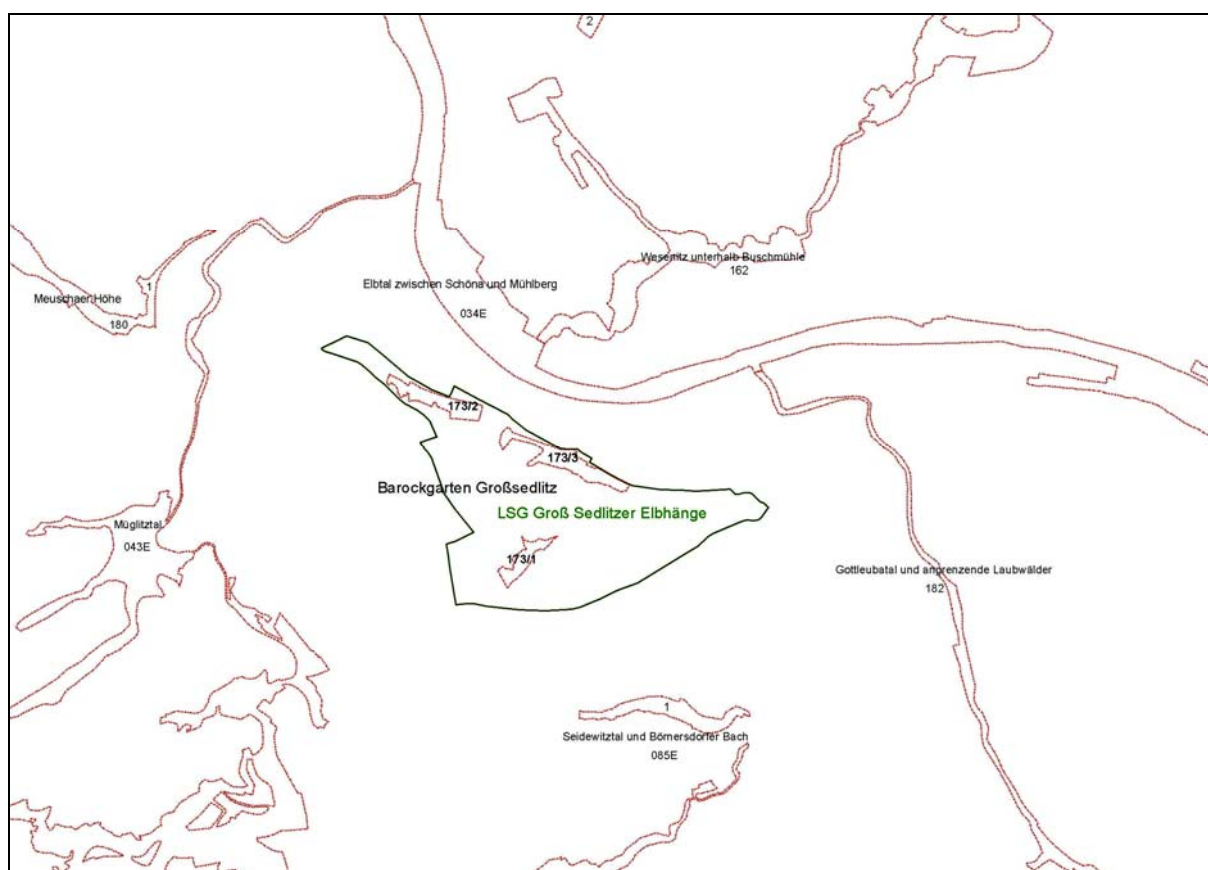 2
Wesenitz unterhalb Buschmühle
162
Elbtal zwischen Schöna und Mühlberg
034E
1
Meuschaer Höhe
180
173/2
173/3
Barockgarten Großsedlitz
LSG Groß Sedlitzer Elbhänge
Müglitztal
043E
173/1
Gottleubatal und angrenzende Laubwälder
182
1
Seidewitztal und Börnersdorfer Bach
085E